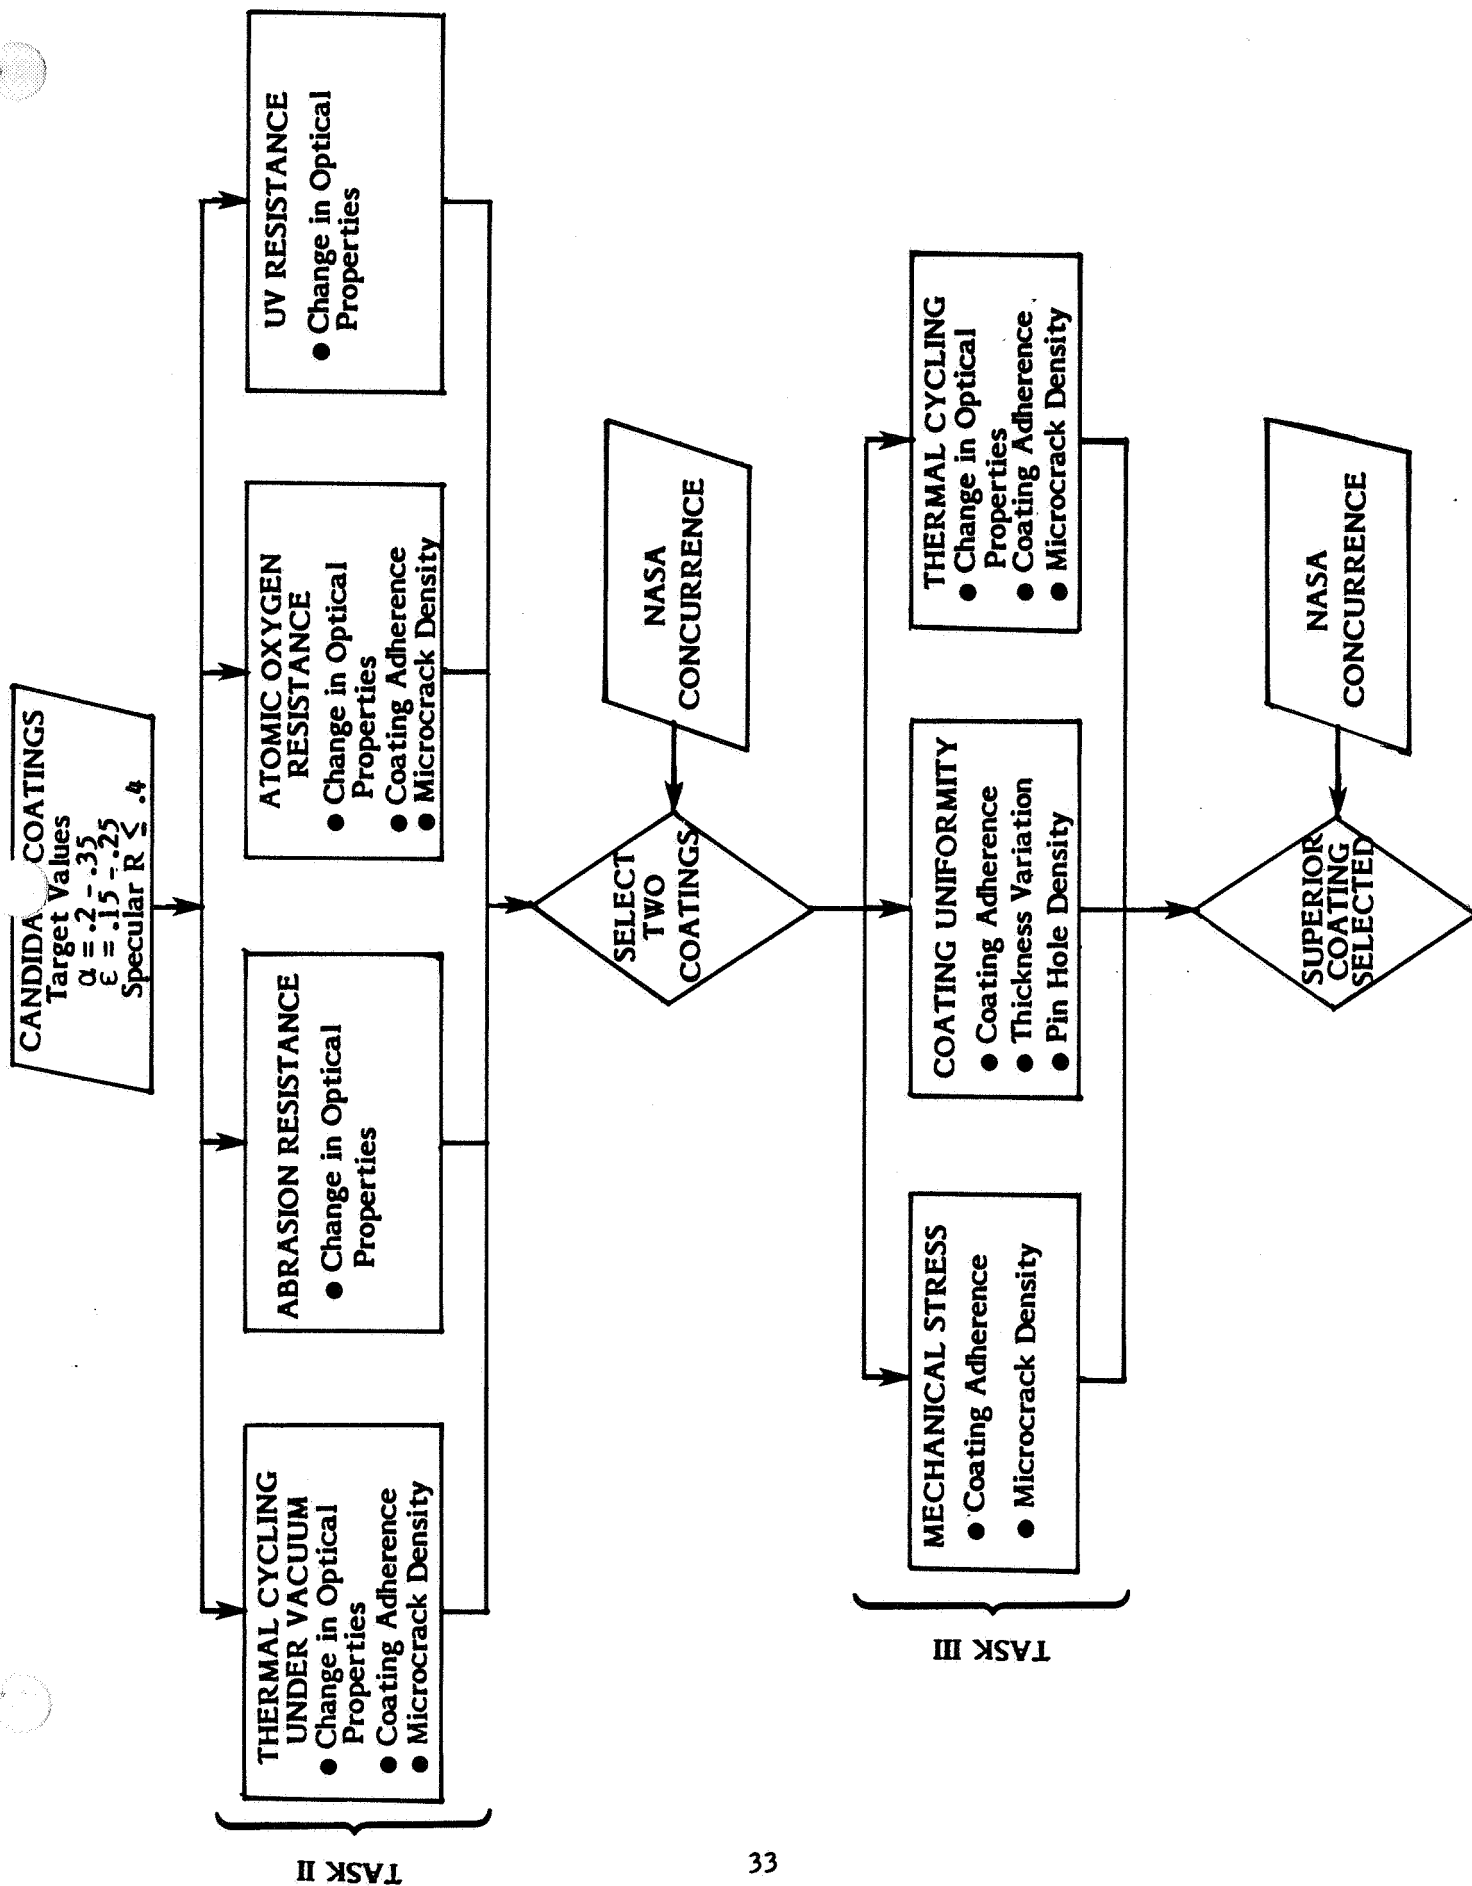 CANDIDA COATINGS
Target Values
α = .2 - .35
ε = .15 - .25
Specular R ≤ .4
TASK II
THERMAL CYCLING
UNDER VACUUM
● Change in Optical
Properties
● Coating Adherence
● Microcrack Density
ABRASION RESISTANCE
● Change in Optical
Properties
ATOMIC OXYGEN
RESISTANCE
● Change in Optical
Properties
● Coating Adherence
● Microcrack Density
UV RESISTANCE
● Change in Optical
Properties
SELECT
TWO
COATINGS
NASA
CONCURRENCE
TASK III
MECHANICAL STRESS
● Coating Adherence
● Microcrack Density
COATING UNIFORMITY
● Coating Adherence
● Thickness Variation
● Pin Hole Density
THERMAL CYCLING
● Change in Optical
Properties
● Coating Adherence
● Microcrack Density
SUPERIOR
COATING
SELECTED
NASA
CONCURRENCE
33